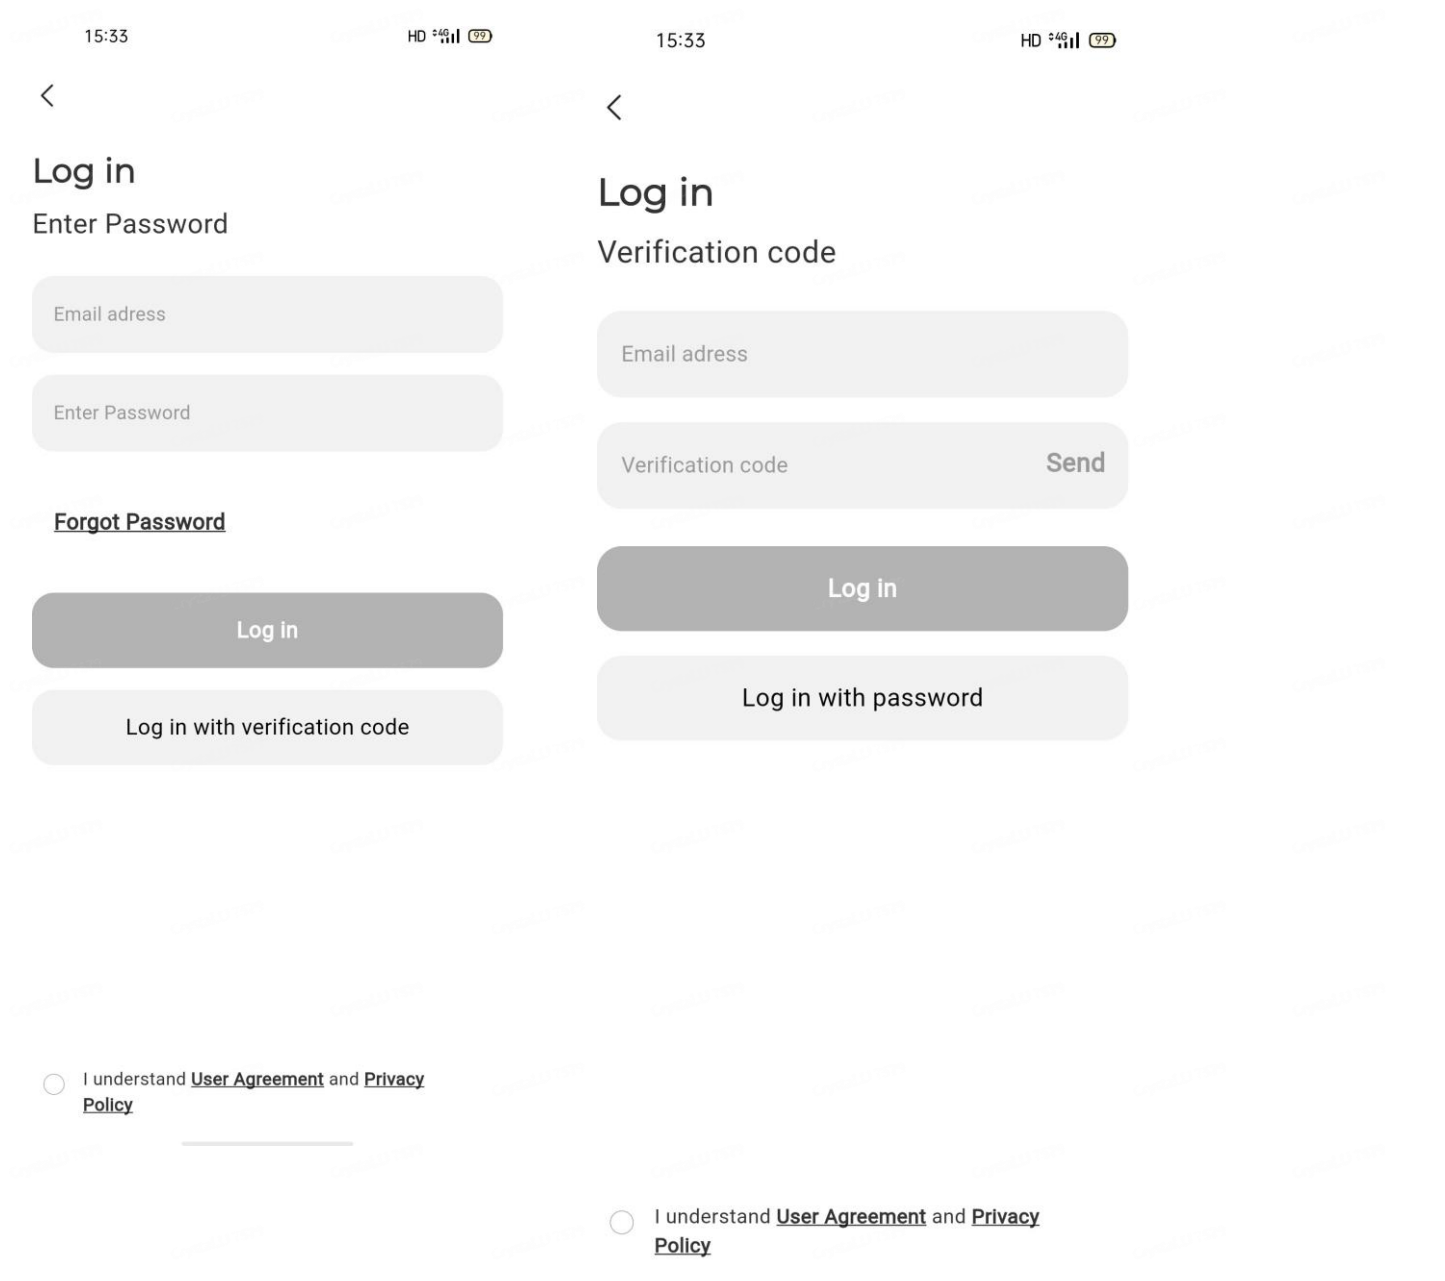 15:33
HD 4G 99
Log in
Enter Password
Email adress
Enter Password
Forgot Password
Log in
Log in with verification code
I understand User Agreement and Privacy
Policy
15:33
HD 4G 99
Log in
Verification code
Email adress
Verification code Send
Log in
Log in with password
I understand User Agreement and Privacy
Policy